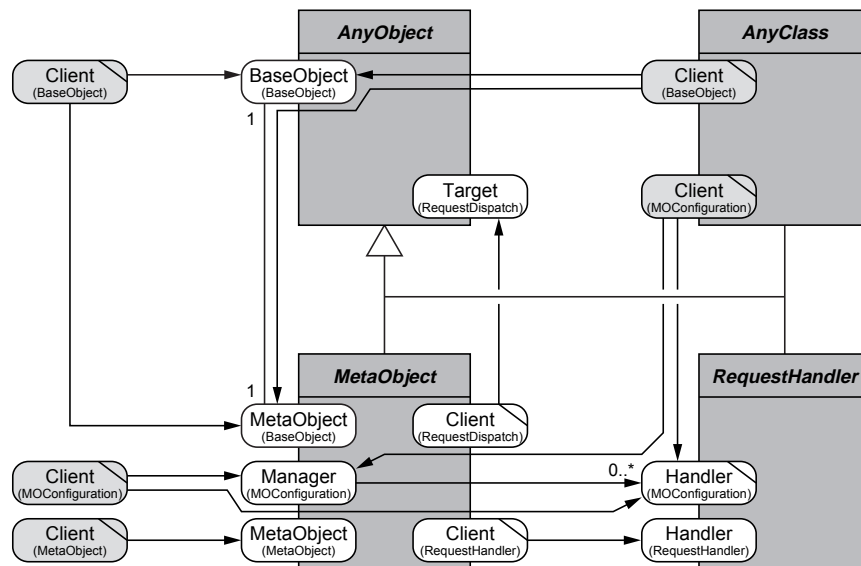 AnyObject
AnyClass
Client
(BaseObject)
BaseObject
(BaseObject)
Client
(BaseObject)
1
Target
(RequestDispatch)
Client
(MOConfiguration)
MetaObject
RequestHandler
1
MetaObject
(BaseObject)
Client
(RequestDispatch)
Client
(MOConfiguration)
Manager
(MOConfiguration)
0..*
Handler
(MOConfiguration)
Client
(MetaObject)
MetaObject
(MetaObject)
Client
(RequestHandler)
Handler
(RequestHandler)